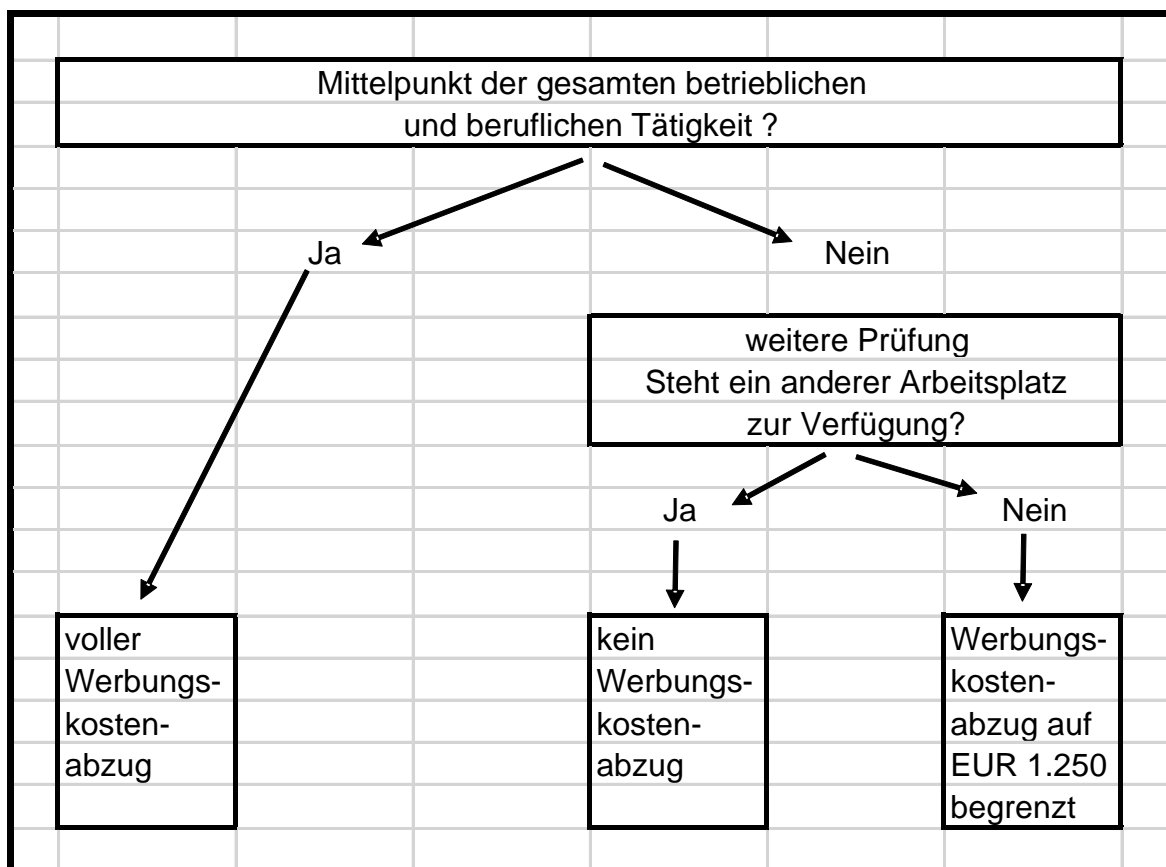 Mittelpunkt der gesamten betrieblichen
und beruflichen Tätigkeit ?
Ja
Nein
weitere Prüfung
Steht ein anderer Arbeitsplatz
zur Verfügung?
Ja
Nein
voller
Werbungs-
kosten-
abzug
kein
Werbungs-
kosten-
abzug
Werbungs-
kosten-
abzug auf
EUR 1.250
begrenzt